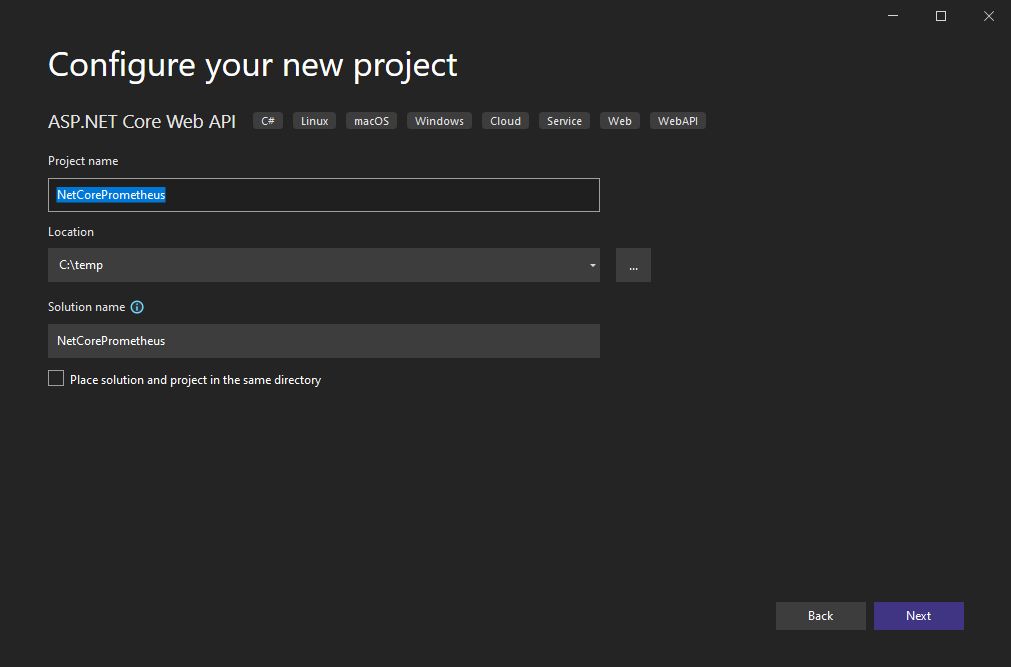 Configure your new project
ASP.NET Core Web API C# Linux macOS Windows Cloud Service Web WebAPI
Project name
NetCorePrometheus
Location
C:\temp
...
Solution name
NetCorePrometheus
Place solution and project in the same directory
Back Next